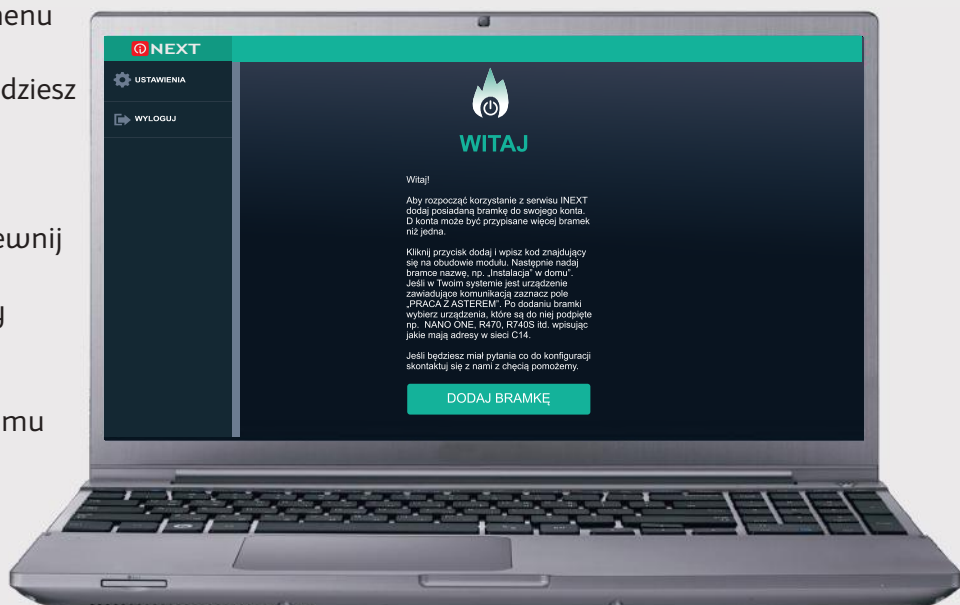 menu
dziesz
ewnij
y
mu
NEXT
USTAWIENIA
WYLOGUJ
WITAJ
Witaj!
Aby rozpocząć korzystanie z serwisu INEXT
dodaj posiadaną bramkę do swojego konta.
D konta może być przypisane więcej bramek
niż jedna.
Kliknij przycisk dodaj i wpisz kod znajdujący
się na obudowie modułu. Następnie nadaj
bramce nazwę, np. „Instalacja” w domu”.
Jeśli w Twoim systemie jest urządzenie
zawiadujące komunikacją zaznacz pole
„PRACA Z ASTEREM”. Po dodaniu bramki
wybierz urządzenia, które są do niej podpięte
np. NANO ONE, R470, R740S itd. wpisując
jakie mają adresy w sieci C14.
Jeśli będziesz miał pytania co do konfiguracji
skontaktuj się z nami z chęcią pomożemy.
DODAJ BRAMKĘ